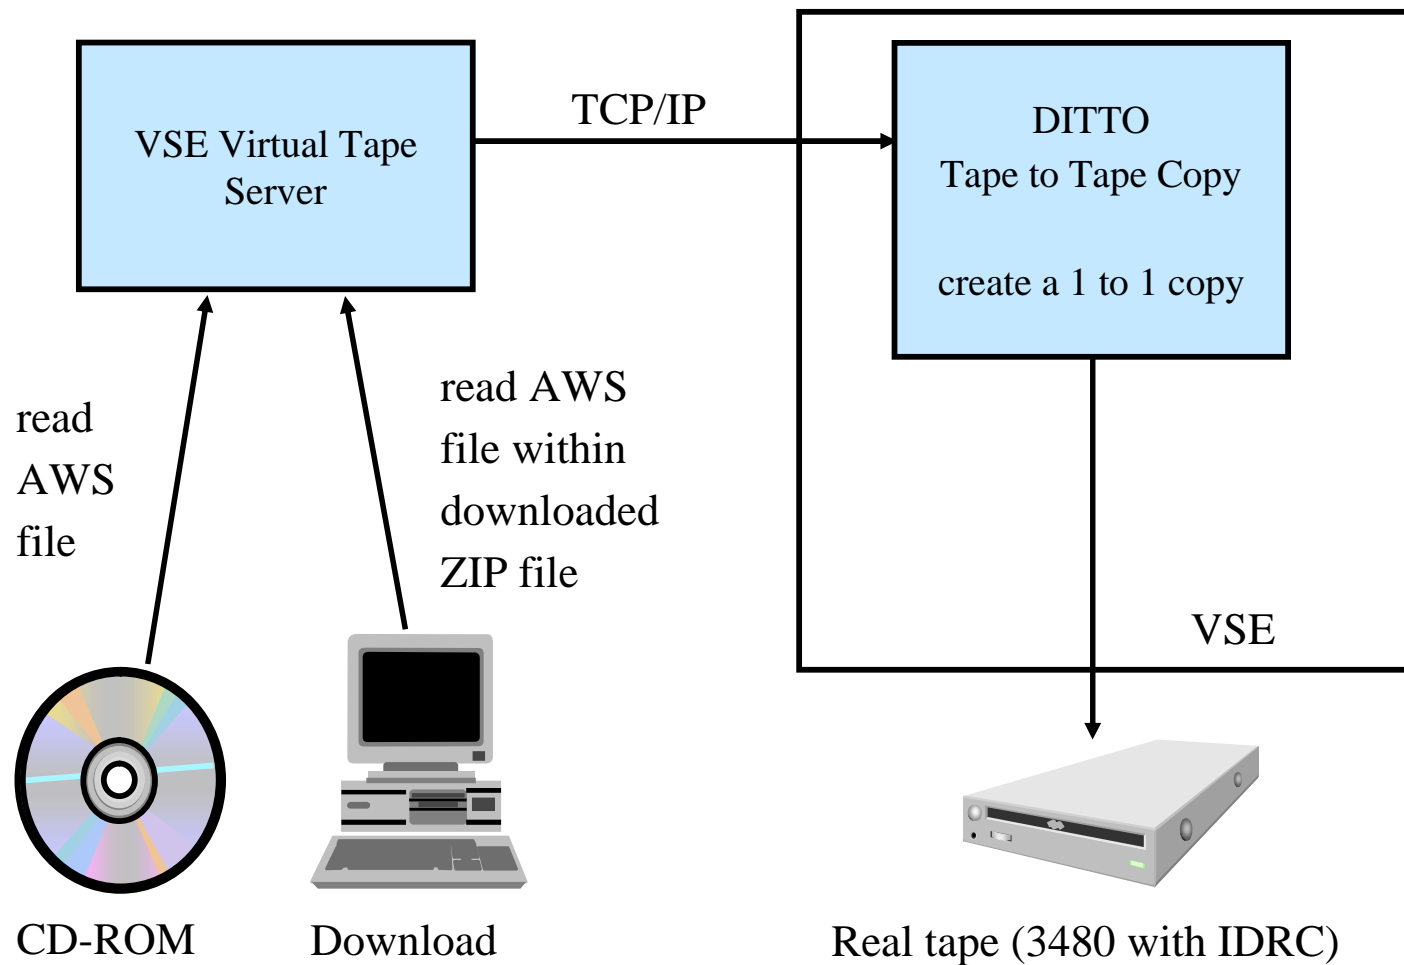 VSE Virtual Tape
Server
TCP/IP
DITTO
Tape to Tape Copy
create a 1 to 1 copy
read
AWS
file
read AWS
file within
downloaded
ZIP file
VSE
CD-ROM
Download
Real tape (3480 with IDRC)